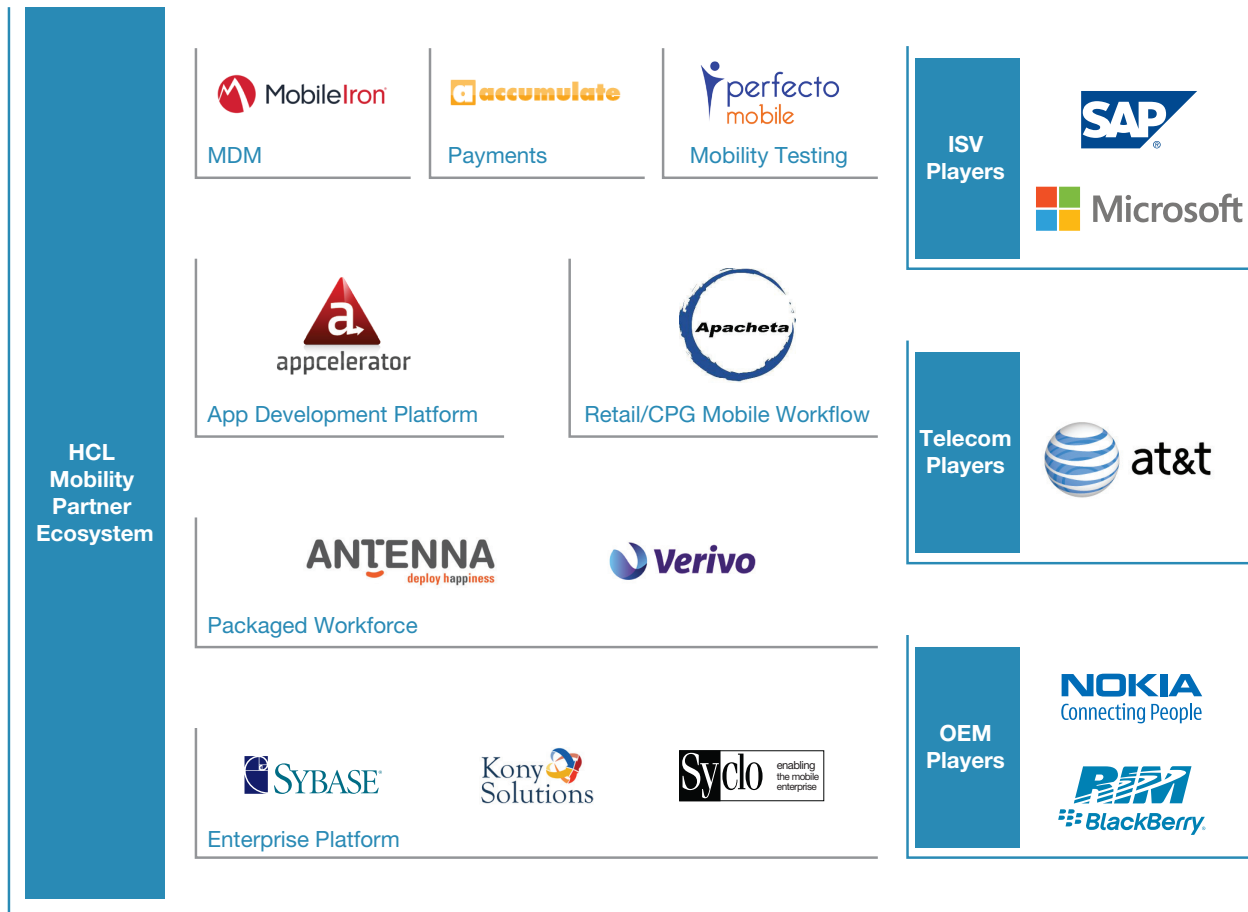 HCL
Mobility
Partner
Ecosystem
MobileIron
MDM
a accumulate
Payments
perfecto
mobile
Mobility Testing
a
appcelerator
App Development Platform
Apacheta
Retail/CPG Mobile Workflow
ANTENNA
deploy happiness
Verivo
Packaged Workforce
SYBASE®
Kony
Solutions
Syclo
enabling
the mobile
enterprise
Enterprise Platform
ISV
Players
SAP®
Microsoft
Telecom
Players
at&t
OEM
Players
NOKIA
Connecting People
RIM
BlackBerry®